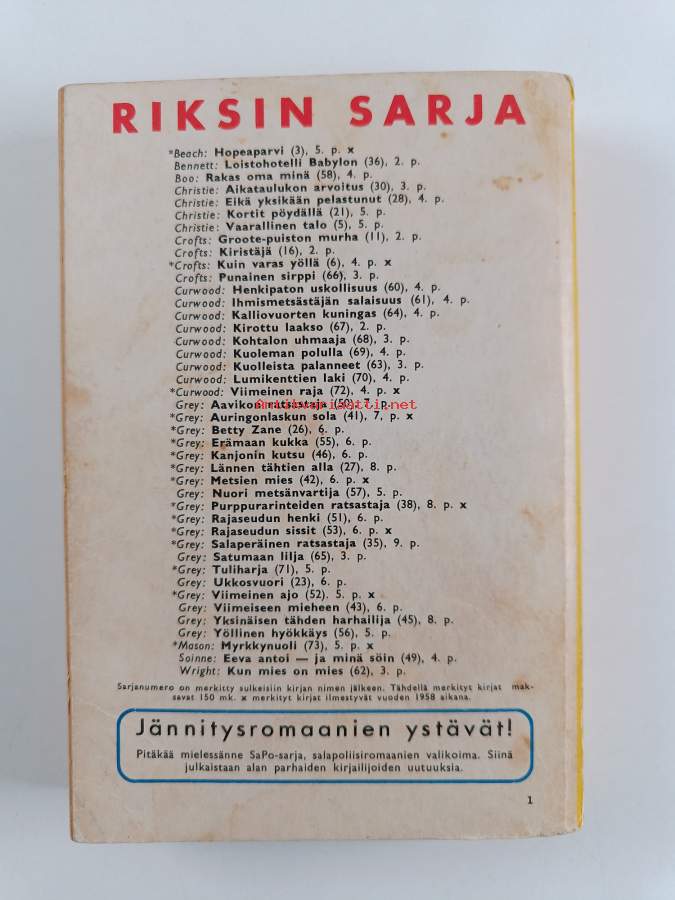 RIKSIN SARJA
*Beach: Hopeaparvi (3), 5. p. x
Bennett: Loistohotelli Babylon (36), 2. p.
Boo: Rakas oma minä (58), 4. p.
Christie: Aikataulukon arvoitus (30), 3. p.
Christie: Eikä yksikään pelastunut (28), 4. p.
Christie: Kortit pöydällä (21), 5. p.
Christie: Vaarallinen talo (5), 5. p.
Crofts: Groote-puiston murha (11), 2. p.
Crofts: Kiristäjä (16), 2. p.
*Crofts: Kuin varas yöllä (6), 4. p. x
Crofts: Punainen sirppi (66), 3. p.
Curwood: Henkipaton uskollisuus (60), 4. p.
Curwood: Ihmismetsästäjän salaisuus (61), 4. p.
Curwood: Kalliovuorten kuningas (64), 4. p.
Curwood: Kirottu laakso (67), 2. p.
Curwood: Kohtalon uhmaaja (68), 3. p.
Curwood: Kuoleman polulla (69), 4. p.
Curwood: Kuolleista palanneet (63), 3. p.
Curwood: Lumikenttien laki (70), 4. p.
*Curwood: Viimeinen raja (72), 4. p. x
Grey: Aavikon ratsastaja (50), 7. p.
Antikvariaatti.net
*Grey: Auringonlaskun sola (41), 7, p. x
*Grey: Betty Zane (26), 6. p.
*Grey: Erämaan kukka (55), 6. p.
*Grey: Kanjonin kutsu (46), 6. p.
*Grey: Lännen tähtien alla (27), 8. p.
*Grey: Metsien mies (42), 6. p. x
Grey: Nuori metsänvartija (57), 5. p.
*Grey: Purppurarinteiden ratsastaja (38), 8. p. x
*Grey: Rajaseudun henki (51), 6. p.
*Grey: Rajaseudun sissit (53), 6. p. x
*Grey: Salaperäinen ratsastaja (35), 9. p.
Grey: Satumaan lilja (65), 3. p.
*Grey: Tuliharja (71), 5. p.
Grey: Ukkosvuori (23), 6. p.
*Grey: Viimeinen ajo (52). 5. p. x
Grey: Viimeiseen mieheen (43), 6. p.
Grey: Yksinäisen tähden harhailija (45), 8. p.
Grey: Yöllinen hyökkäys (56), 5. p.
*Mason: Myrkkynuoli (73), 5. p. x
Soinne: Eeva antoi — ja minä söin (49), 4. p.
Wright: Kun mies on mies (62), 3. p.
Sarjanumero on merkitty sulkeisiin kirjan nimen jälkeen. Tähdellä merkityt kirjat mak-
savat 150 mk. x merkityt kirjat ilmestyvät vuoden 1958 aikana.
Jännitysromaanien ystävät!
Pitäkää mielessänne SaPo-sarja, salapoliisiromaanien valikoima. Siinä
julkaistaan alan parhaiden kirjailijoiden uutuuksia.
1